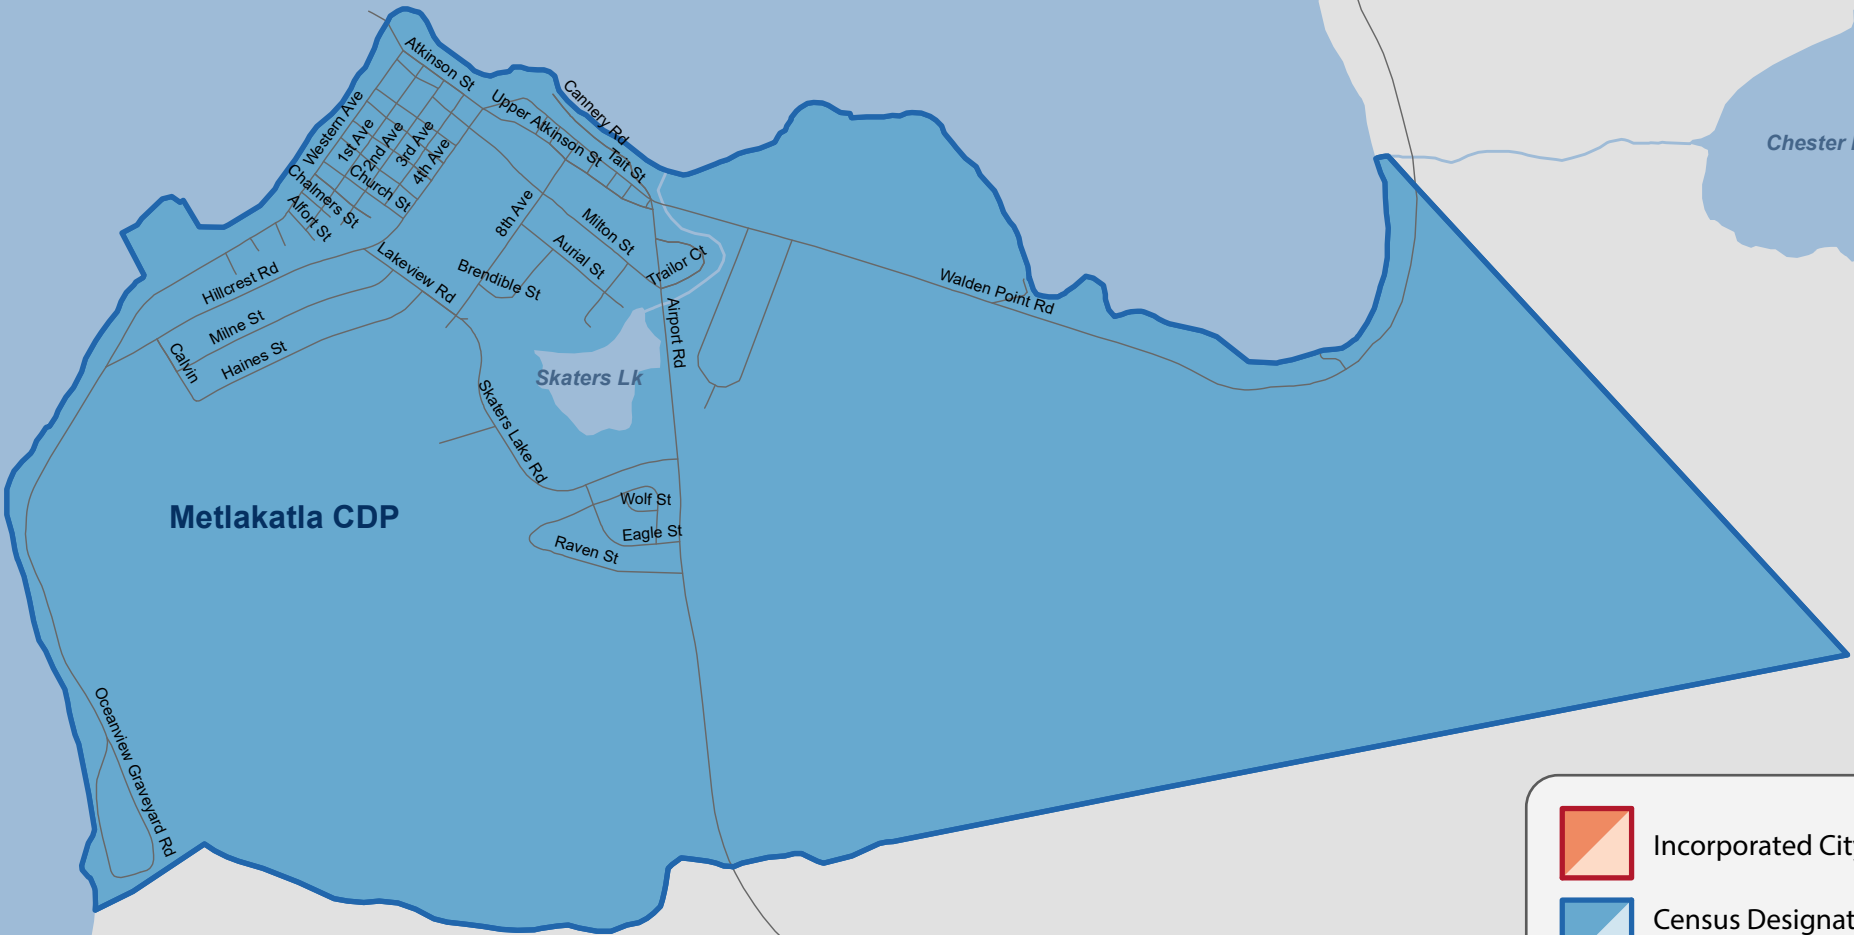 Atkinson St
Cannery Rd
Upper Atkinson St
Tait St
Western Ave
1st Ave
2nd Ave
3rd Ave
4th Ave
Church St
Chalmers St
Alfort St
8th Ave
Milton St
Aurial St
Trailor Ct
Brendible St
Lakeview Rd
Hillcrest Rd
Milne St
Haines St
Calvin
Airport Rd
Walden Point Rd
Chester
Skaters Lk
Skaters Lake Rd
Wolf St
Eagle St
Raven St
Metlakatla CDP
Oceanview Graveyard Rd
Incorporated City
Census Designat